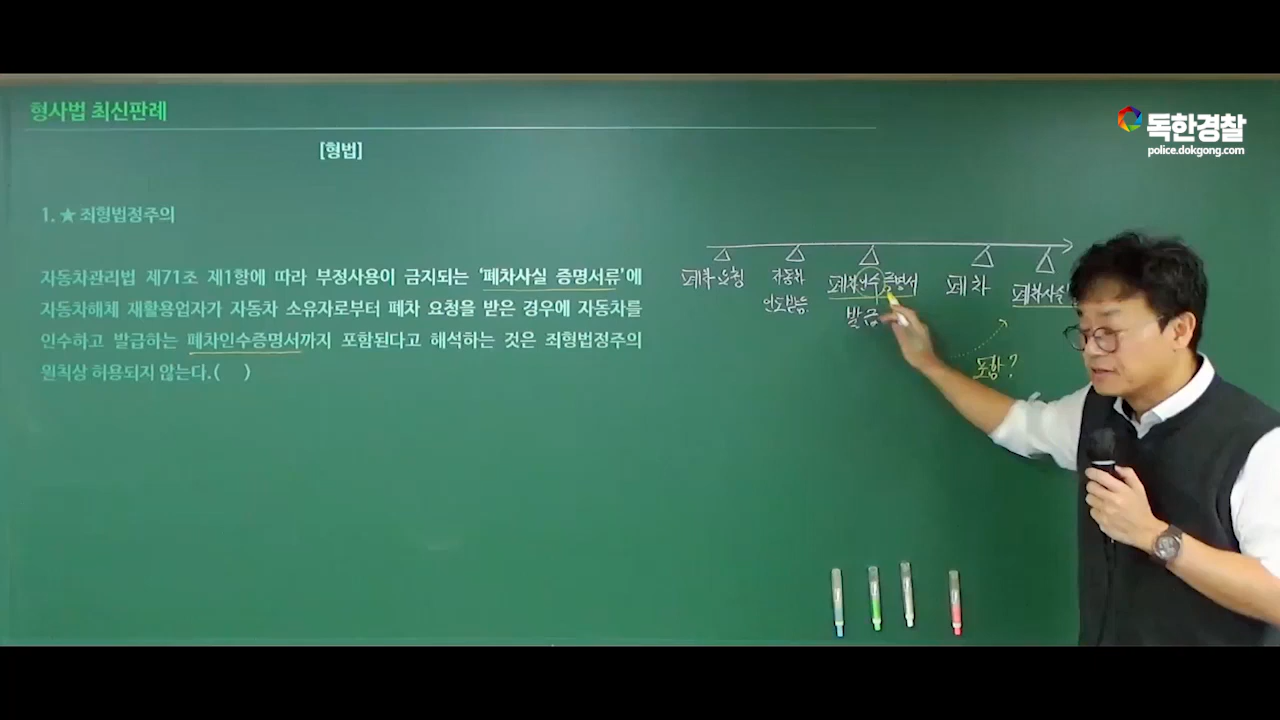 형사법 최신판례
독한경찰
police.dokgong.com
[형법]
1. ★ 죄형법정주의
자동차관리법 제71조 제1항에 따라 부정사용이 금지되는 ‘폐차사실 증명서류’에
자동차해체 재활용업자가 자동차 소유자로부터 폐차 요청을 받은 경우에 자동차를
인수하고 발급하는 폐차인수증명서까지 포함된다고 해석하는 것은 죄형법정주의
원칙상 허용되지 않는다.( )
폐차요청
자동차
인도받음
폐차인수증명서
발급
폐차
폐차사실
포함?